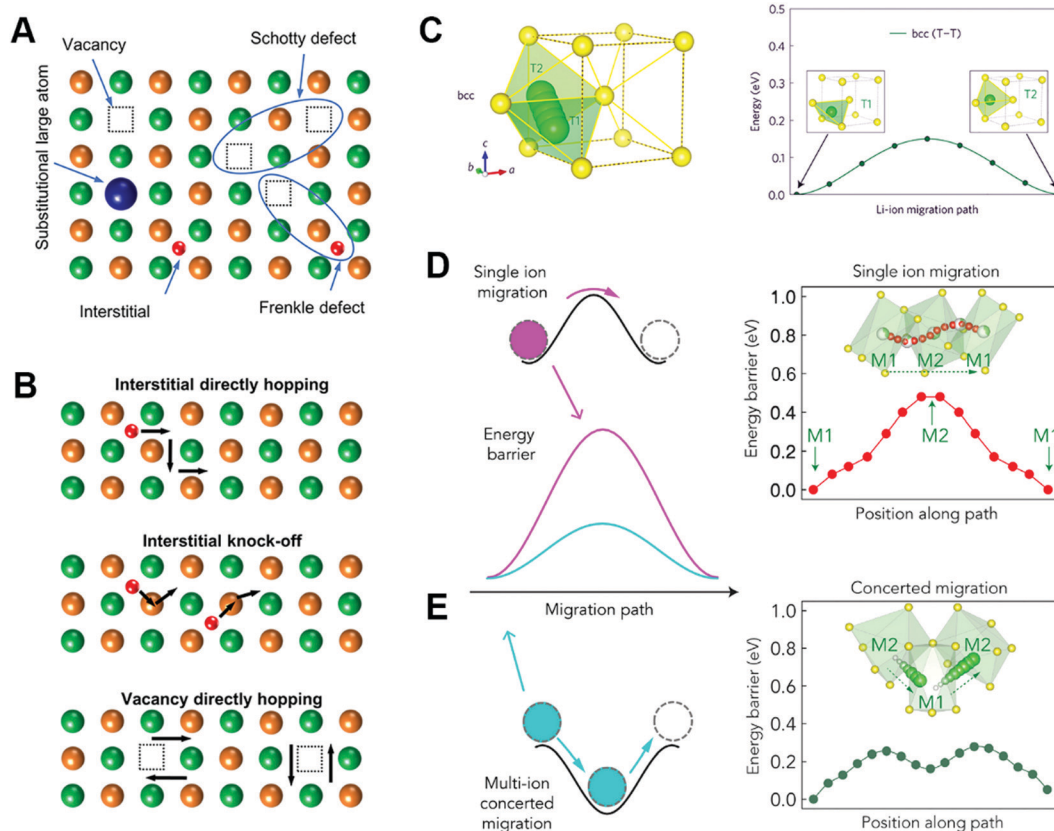 A
Vacancy
Schotty defect
Substitutional large atom
Interstitial
Frenkle defect
B
Interstitial directly hopping
Interstitial knock-off
Vacancy directly hopping
C
bcc
T2
T1
c
b
a
Energy (eV)
0.5
0.4
0.3
0.2
0.1
0.0
bcc (T–T)
T1
T2
Li-ion migration path
D
Single ion
migration
Energy
barrier
Migration path
Single ion migration
Energy barrier (eV)
1.0
0.8
0.6
0.4
0.2
0.0
M1
M2
M1
M1
M2
M1
Position along path
E
Multi-ion
concerted
migration
Concerted migration
Energy barrier (eV)
1.0
0.8
0.6
0.4
0.2
0.0
M2
M2
M1
Position along path